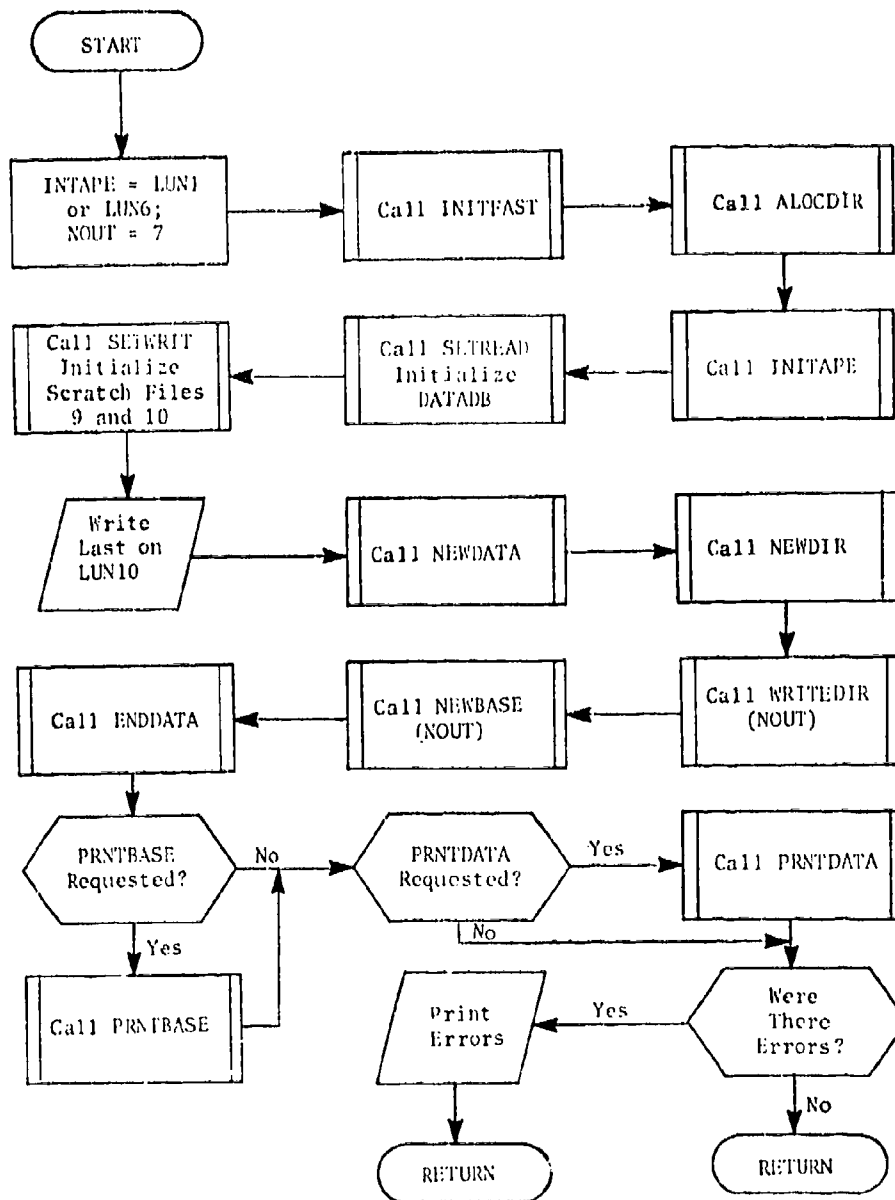 START
INTAPE = LUN1
or LUN6;
NOUT = 7
Call INITFAST
Call ALOCDIR
Call INITAPE
Call SETREAD
Initialize
DATADB
Call SETWRIT
Initialize
Scratch Files
9 and 10
Write
Last on
LUN10
Call NEWDATA
Call NEWDIR
Call WRITEDIR
(NOUT)
Call NEWBASE
(NOUT)
Call ENDDATA
PRNTBASE
Requested?
No
Yes
Call PRNTBASE
PRNTDATA
Requested?
Yes
No
Call PRNTDATA
Were
There
Errors?
Yes
No
Print
Errors
RETURN
RETURN